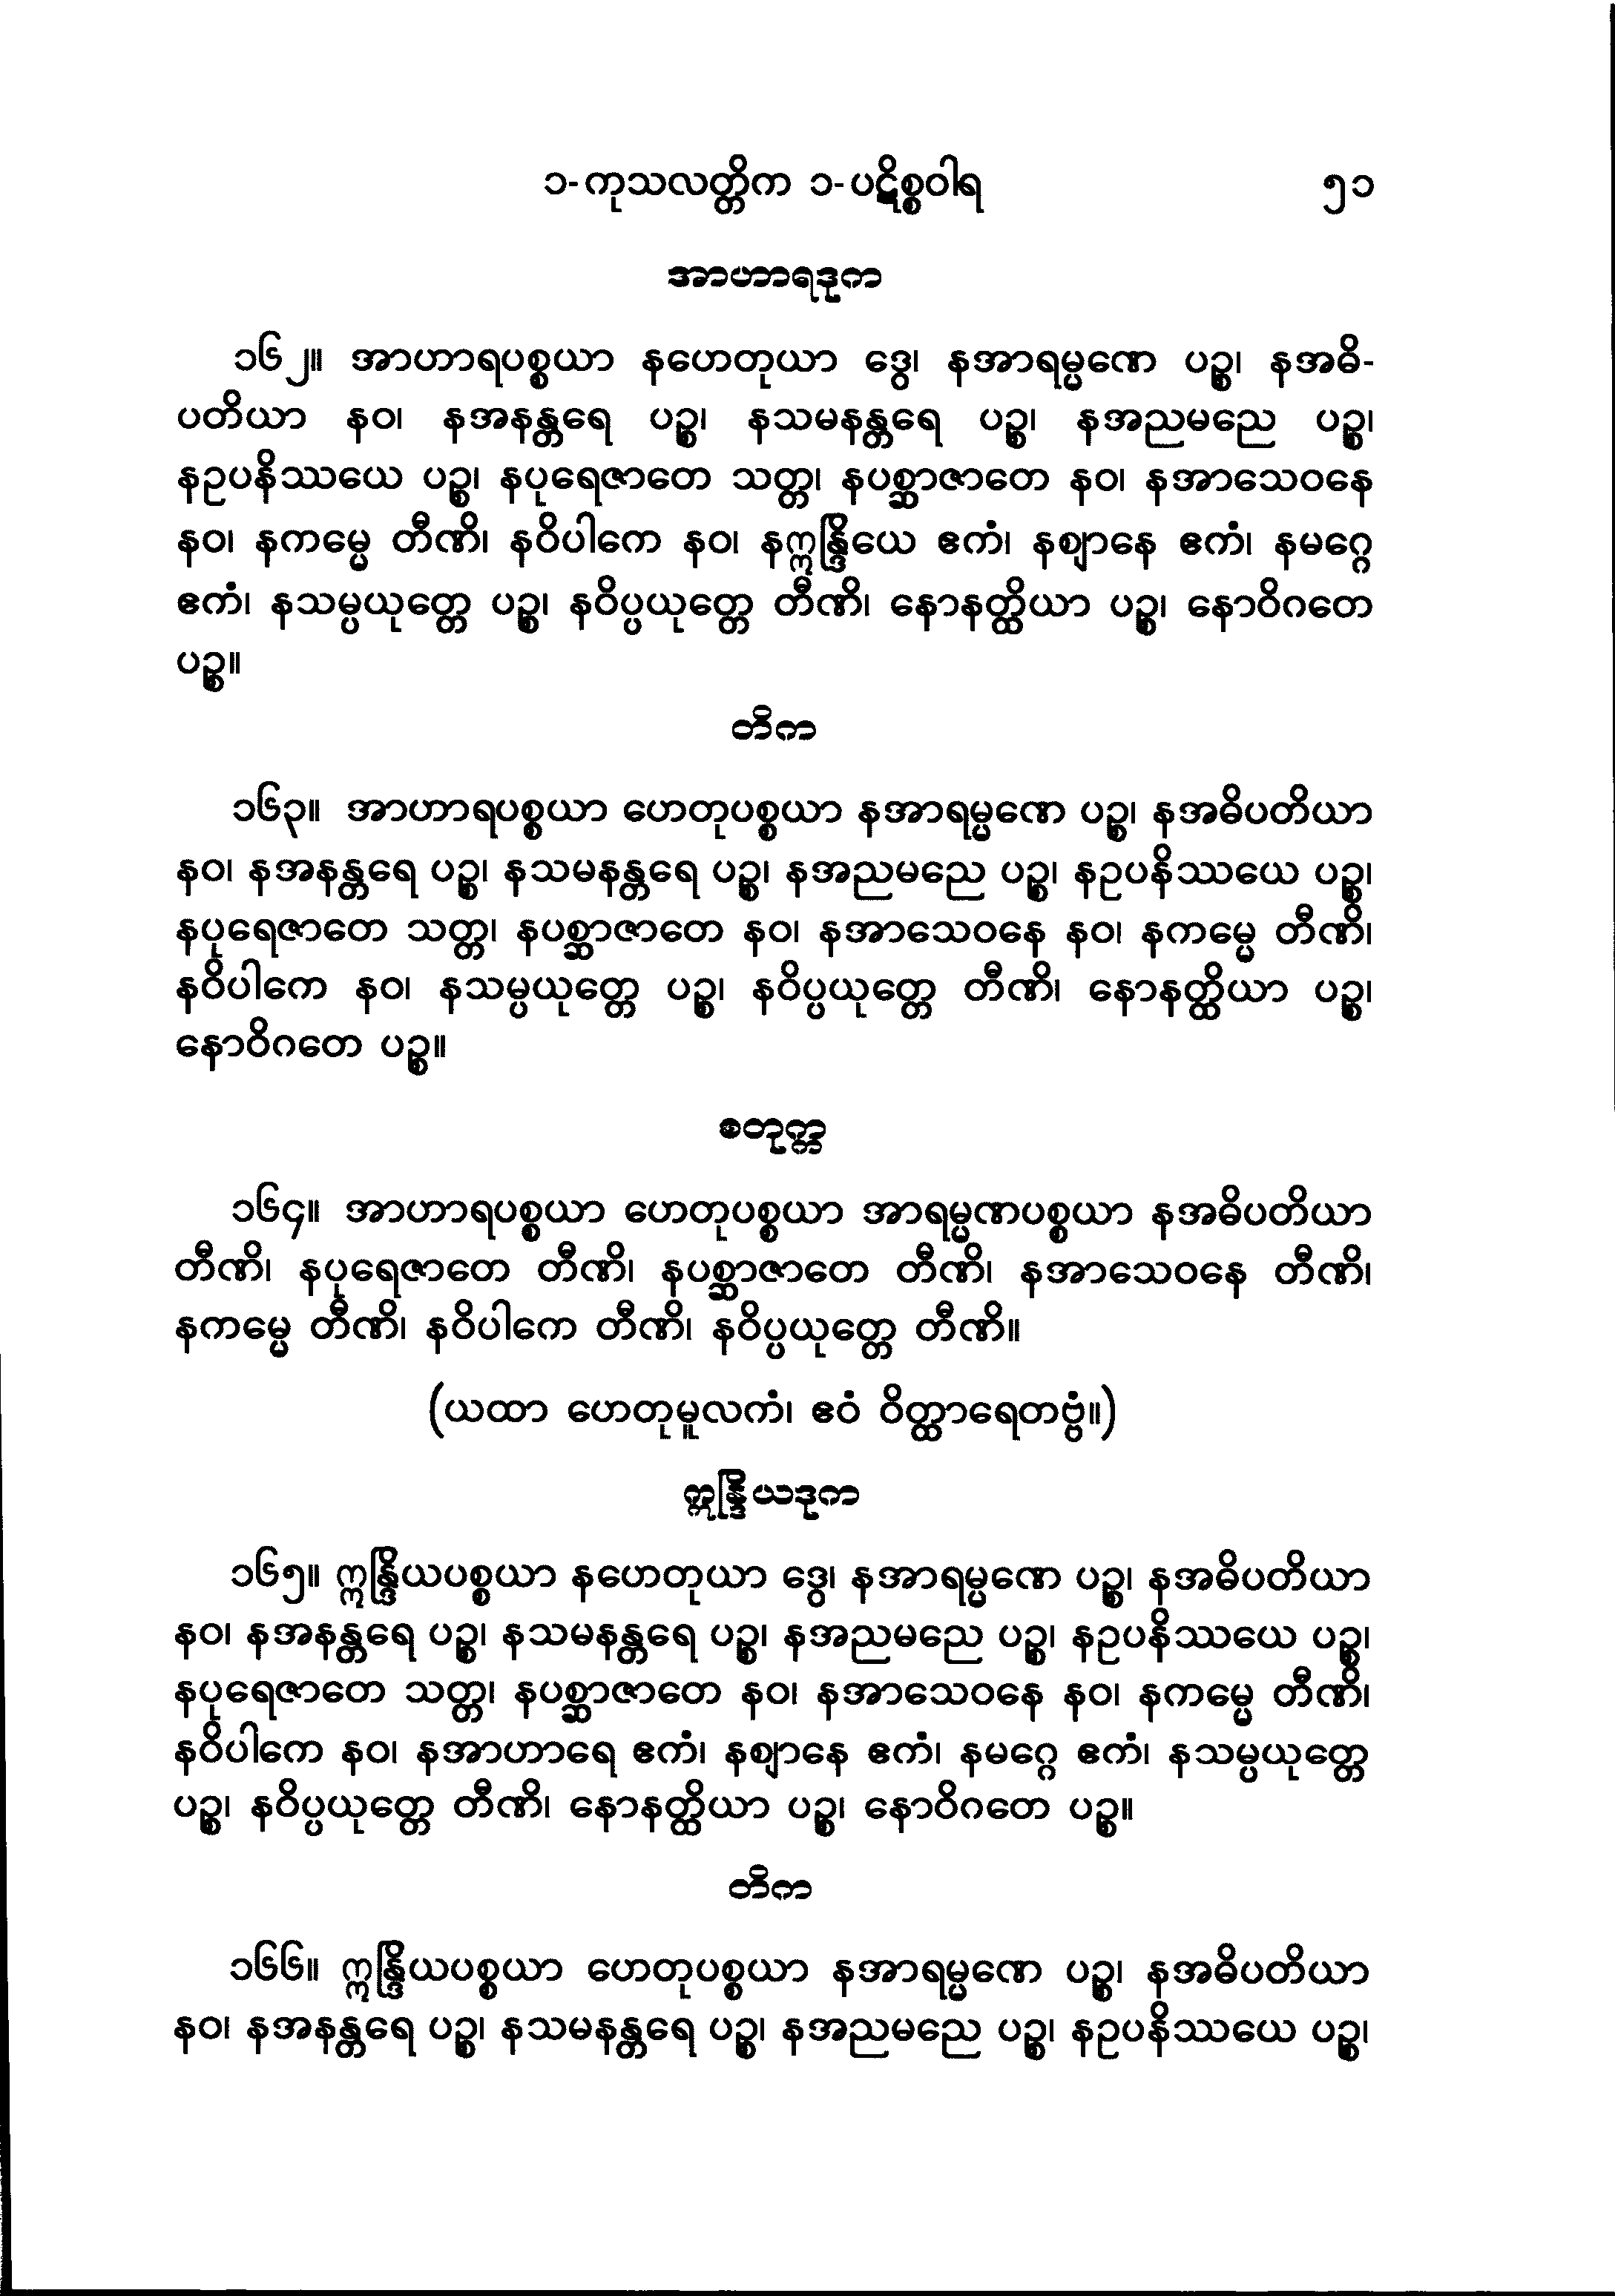 ၁-ကုသလတ္တိက ၁-ပဋိစ္စဝါရ ၅၁
အာဟာရဒုက
၁၆၂။ အာဟာရပစ္စယာ နဟေတုယာ ဒွေ၊ နအာရမ္မဏေ ပဉ္စ၊ နအဓိ-
ပတိယာ နဝ၊ နအနန္တရေ ပဉ္စ၊ နသမနန္တရေ ပဉ္စ၊ နအညမညေ ပဉ္စ၊
နဥပနိဿယေ ပဉ္စ၊ နပုရေဇာတေ သတ္တ၊ နပစ္ဆာဇာတေ နဝ၊ နအာသေဝနေ
နဝ၊ နကမ္မေ တီဏိ၊ နဝိပါကေ နဝ၊ နဣန္ဒြိယေ ဧကံ၊ နဈာနေ ဧကံ၊ နမဂ္ဂေ
ဧကံ၊ နသမ္ပယုတ္တေ ပဉ္စ၊ နဝိပ္ပယုတ္တေ တီဏိ၊ နောနတ္ထိယာ ပဉ္စ၊ နောဝိဂတေ
ပဉ္စ။
တိက
၁၆၃။ အာဟာရပစ္စယာ ဟေတုပစ္စယာ နအာရမ္မဏေ ပဉ္စ၊ နအဓိပတိယာ
နဝ၊ နအနန္တရေ ပဉ္စ၊ နသမနန္တရေ ပဉ္စ၊ နအညမညေ ပဉ္စ၊ နဥပနိဿယေ ပဉ္စ၊
နပုရေဇာတေ သတ္တ၊ နပစ္ဆာဇာတေ နဝ၊ နအာသေဝနေ နဝ၊ နကမ္မေ တီဏိ၊
နဝိပါကေ နဝ၊ နသမ္ပယုတ္တေ ပဉ္စ၊ နဝိပ္ပယုတ္တေ တီဏိ၊ နောနတ္ထိယာ ပဉ္စ၊
နောဝိဂတေ ပဉ္စ။
စတုက္က
၁၆၄။ အာဟာရပစ္စယာ ဟေတုပစ္စယာ အာရမ္မဏပစ္စယာ နအဓိပတိယာ
တီဏိ၊ နပုရေဇာတေ တီဏိ၊ နပစ္ဆာဇာတေ တီဏိ၊ နအာသေဝနေ တီဏိ၊
နကမ္မေ တီဏိ၊ နဝိပါကေ တီဏိ၊ နဝိပ္ပယုတ္တေ တီဏိ။
(ယထာ ဟေတုမူလကံ၊ ဧဝံ ဝိတ္ထာရေတဗ္ဗံ။)
ဣန္ဒြိယဒုက
၁၆၅။ ဣန္ဒြိယပစ္စယာ နဟေတုယာ ဒွေ၊ နအာရမ္မဏေ ပဉ္စ၊ နအဓိပတိယာ
နဝ၊ နအနန္တရေ ပဉ္စ၊ နသမနန္တရေ ပဉ္စ၊ နအညမညေ ပဉ္စ၊ နဥပနိဿယေ ပဉ္စ၊
နပုရေဇာတေ သတ္တ၊ နပစ္ဆာဇာတေ နဝ၊ နအာသေဝနေ နဝ၊ နကမ္မေ တီဏိ၊
နဝိပါကေ နဝ၊ နအာဟာရေ ဧကံ၊ နဈာနေ ဧကံ၊ နမဂ္ဂေ ဧကံ၊ နသမ္ပယုတ္တေ
ပဉ္စ၊ နဝိပ္ပယုတ္တေ တီဏိ၊ နောနတ္ထိယာ ပဉ္စ၊ နောဝိဂတေ ပဉ္စ။
တိက
၁၆၆။ ဣန္ဒြိယပစ္စယာ ဟေတုပစ္စယာ နအာရမ္မဏေ ပဉ္စ၊ နအဓိပတိယာ
နဝ၊ နအနန္တရေ ပဉ္စ၊ နသမနန္တရေ ပဉ္စ၊ နအညမညေ ပဉ္စ၊ နဥပနိဿယေ ပဉ္စ၊